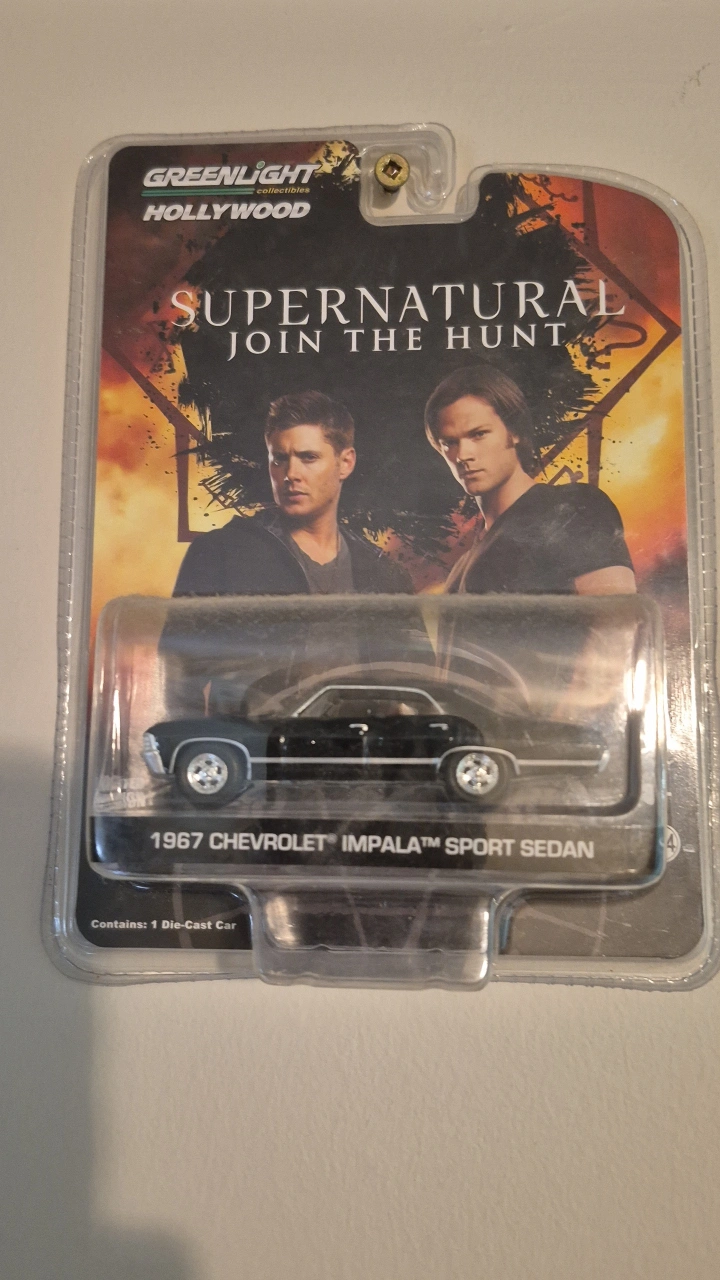 GREENLiGHT
collectibles
HOLLYWOOD
SUPERNATURAL
JOIN THE HUNT
1967 CHEVROLET® IMPALA™ SPORT SEDAN
Contains: 1 Die-Cast Car